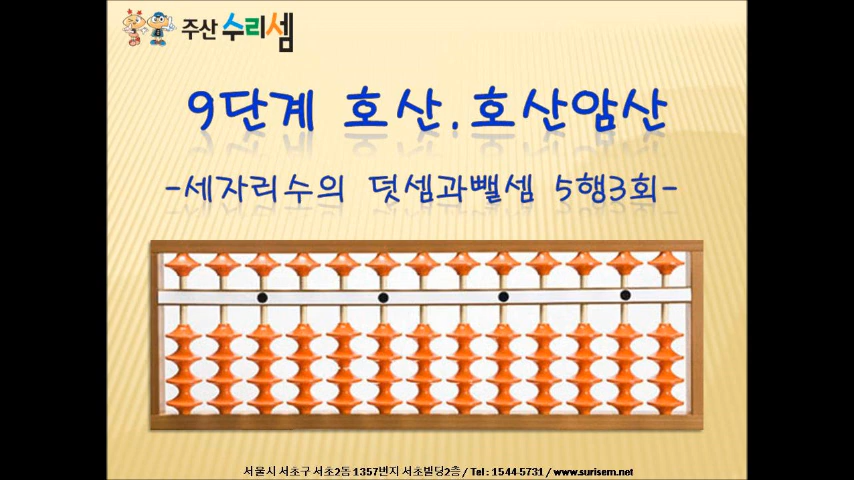 주산 수리셈
9단계 호산.호산암산
-세자리수의 덧셈과뺄셈 5행3회-
서울시 서초구 서초2동 1357번지 서초빌딩2층 / Tel : 1544-5731 / www.surisem.net